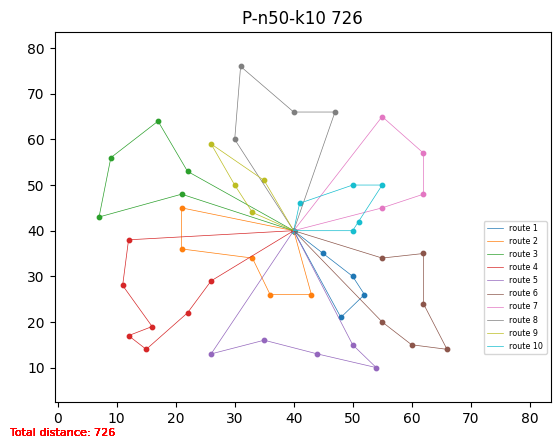 P-n50-k10 726
80
70
60
50
40
30
20
10
0 10 20 30 40 50 60 70 80
route 1
route 2
route 3
route 4
route 5
route 6
route 7
route 8
route 9
route 10
Total distance: 726